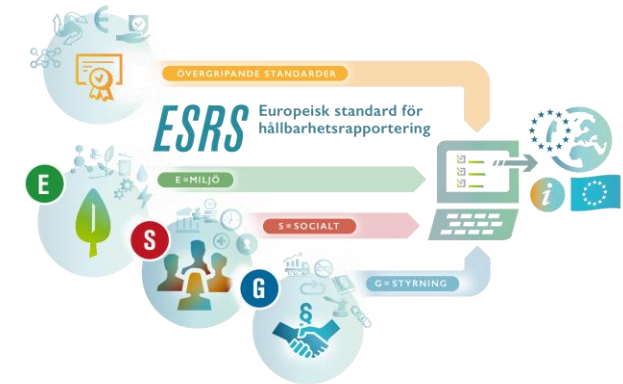 ÖVERGRIPANDE STANDARDER
ESRS
Europeisk standard för
hållbarhetsrapportering
E
E=MILJÖ
S
S=SOCIALT
G
G=STYRNING
§
i